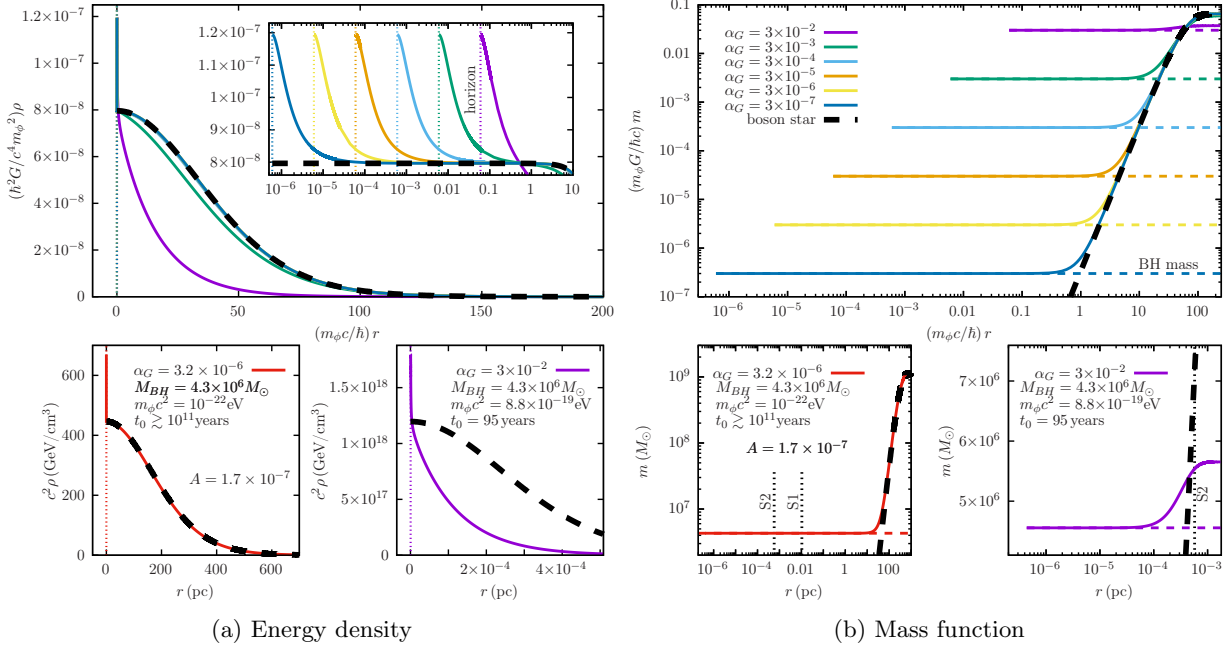 1.2×10⁻⁷
1×10⁻⁷
8×10⁻⁸
6×10⁻⁸
4×10⁻⁸
2×10⁻⁸
0
(ℏ²G/c⁴m_ϕ²)ρ
0 50 100 150 200
(m_ϕc/ℏ) r
1.2×10⁻⁷
1.1×10⁻⁷
1×10⁻⁷
9×10⁻⁸
8×10⁻⁸
10⁻⁶ 10⁻⁵ 10⁻⁴ 10⁻³ 0.01 0.1 1 10
horizon
0.1
0.01
10⁻³
10⁻⁴
10⁻⁵
10⁻⁶
10⁻⁷
(m_ϕG/ℏc) m
α_G = 3×10⁻²
α_G = 3×10⁻³
α_G = 3×10⁻⁴
α_G = 3×10⁻⁵
α_G = 3×10⁻⁶
α_G = 3×10⁻⁷
boson star
BH mass
10⁻⁶ 10⁻⁵ 10⁻⁴ 10⁻³ 0.01 0.1 1 10 100
(m_ϕc/ℏ) r
600
400
200
0
c²ρ (GeV/cm³)
α_G = 3.2 × 10⁻⁶
M_BH = 4.3×10⁶M_⊙
m_ϕc² = 10⁻²²eV
t₀ ≳ 10¹¹years
A = 1.7 × 10⁻⁷
0 200 400 600
r (pc)
1.5×10¹⁸
1×10¹⁸
5×10¹⁷
0
c²ρ (GeV/cm³)
α_G = 3×10⁻²
M_BH = 4.3×10⁶M_⊙
m_ϕc² = 8.8×10⁻¹⁹eV
t₀ = 95 years
0 2×10⁻⁴ 4×10⁻⁴
r (pc)
10⁹
10⁸
10⁷
m (M_⊙)
α_G = 3.2 × 10⁻⁶
M_BH = 4.3×10⁶M_⊙
m_ϕc² = 10⁻²²eV
t₀ ≳ 10¹¹years
A = 1.7 × 10⁻⁷
S2
S1
10⁻⁶ 10⁻⁵ 10⁻⁴ 10⁻³ 0.01 0.1 1 10 100
r (pc)
7×10⁶
6×10⁶
5×10⁶
m (M_⊙)
α_G = 3×10⁻²
M_BH = 4.3×10⁶M_⊙
m_ϕc² = 8.8×10⁻¹⁹eV
t₀ = 95 years
S2
10⁻⁶ 10⁻⁵ 10⁻⁴ 10⁻³
r (pc)
(a) Energy density
(b) Mass function